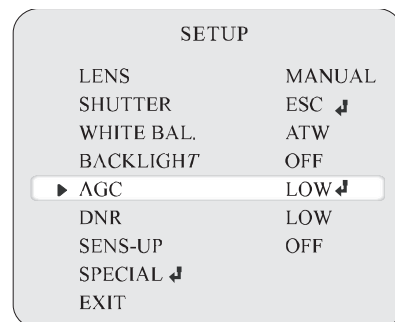 SETUP
LENS MANUAL
SHUTTER ESC ↲
WHITE BAL. ATW
BACKLIGHT OFF
▶ AGC LOW ↲
DNR LOW
SENS-UP OFF
SPECIAL ↲
EXIT